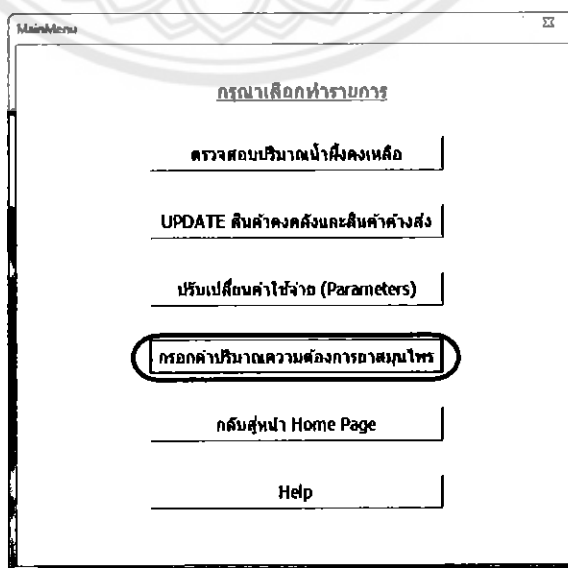 MainMenu
กรุณาเลือกทำรายการ
ตรวจสอบปริมาณน้ำผึ้งคงเหลือ
UPDATE สินค้าคงคลังและสินค้าค้างส่ง
ปรับเปลี่ยนค่าใช้จ่าย (Parameters)
กรอกค่าปริมาณความต้องการยาสมุนไพร
กลับสู่หน้า Home Page
Help